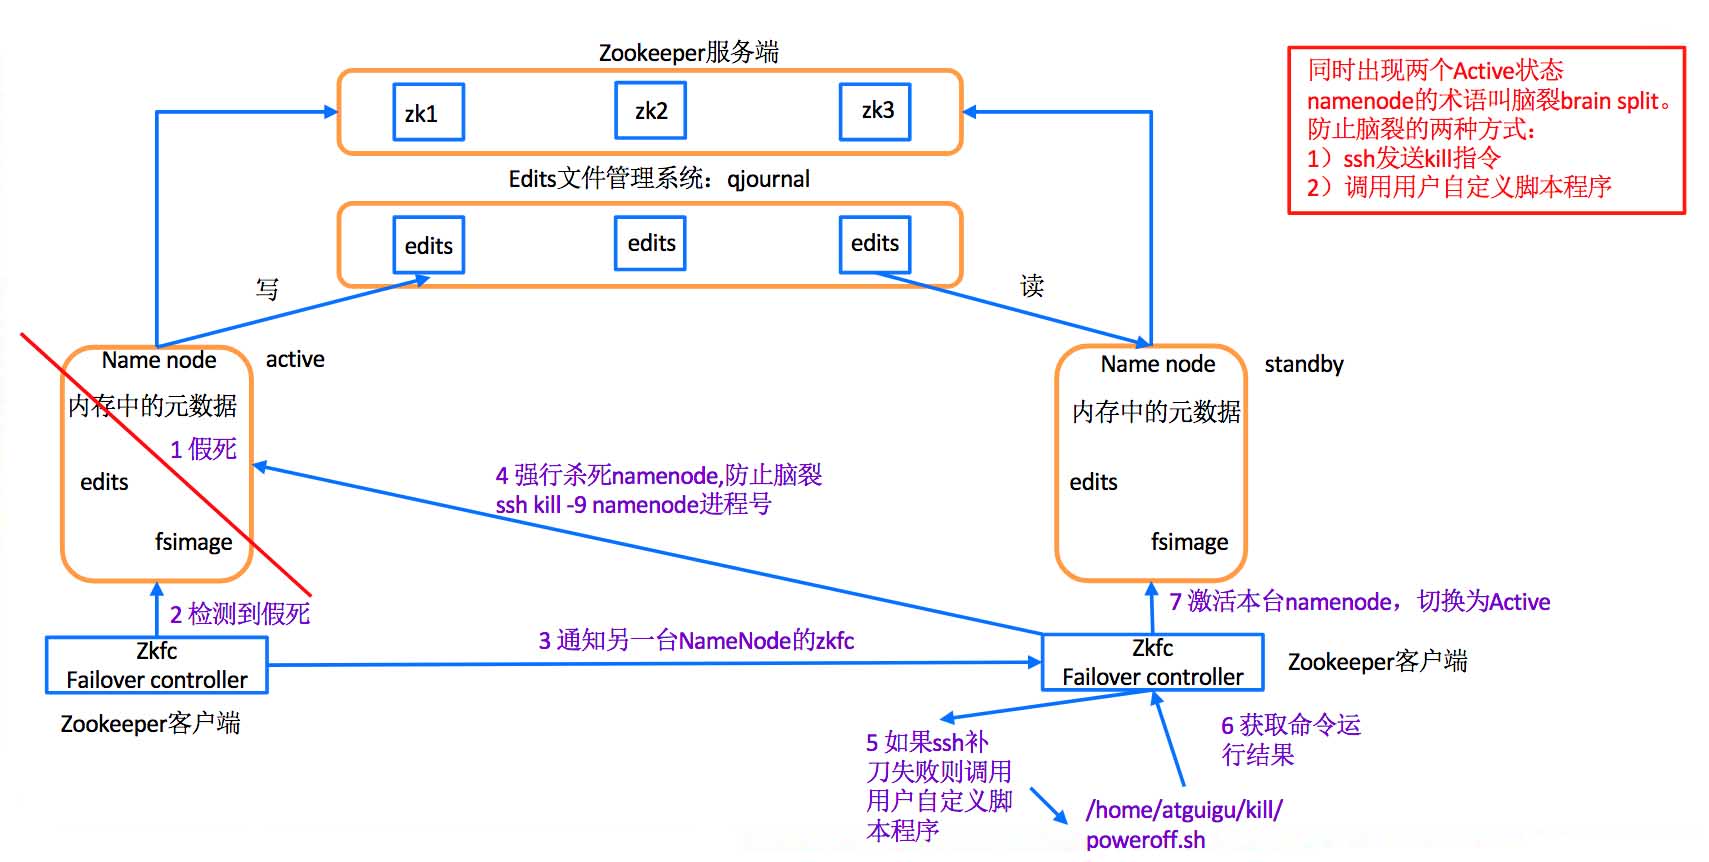 Zookeeper服务端
zk1
zk2
zk3
同时出现两个Active状态
namenode的术语叫脑裂brain split。
防止脑裂的两种方式：
1）ssh发送kill指令
2）调用用户自定义脚本程序
Edits文件管理系统：qjournal
edits
edits
edits
写
读
Name node
active
内存中的元数据
1 假死
edits
fsimage
Name node
standby
内存中的元数据
edits
fsimage
4 强行杀死namenode,防止脑裂
ssh kill -9 namenode进程号
2 检测到假死
3 通知另一台NameNode的zkfc
7 激活本台namenode，切换为Active
Zkfc
Failover controller
Zookeeper客户端
Zkfc
Failover controller
Zookeeper客户端
5 如果ssh补
刀失败则调用
用户自定义脚
本程序
6 获取命令运
行结果
/home/atguigu/kill/
poweroff.sh